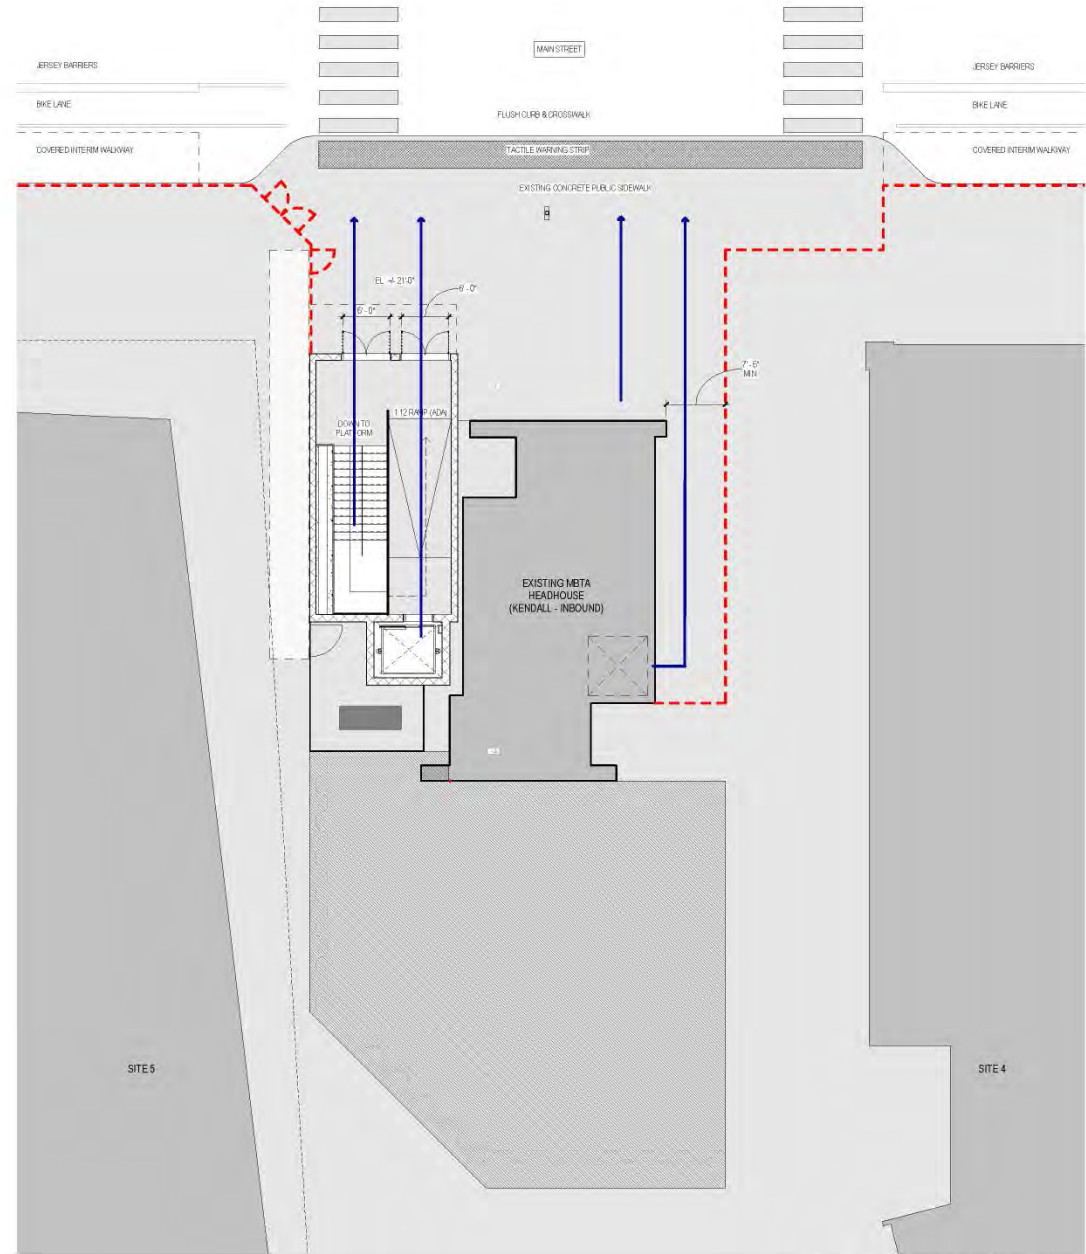 MAIN STREET
JERSEY BARRIERS
JERSEY BARRIERS
BIKE LANE
BIKE LANE
FLUSH CURB & CROSSWALK
COVERED INTERIM WALKWAY
TACTILE WARNING STRIP
COVERED INTERIM WALKWAY
EXISTING CONCRETE PUBLIC SIDEWALK
EL +/- 21'-0"
6'-0"
6'-0"
7'-6"
MIN
1:12 RAMP (ADA)
DOWN TO
PLATFORM
EXISTING MBTA
HEADHOUSE
(KENDALL - INBOUND)
SITE 5
SITE 4